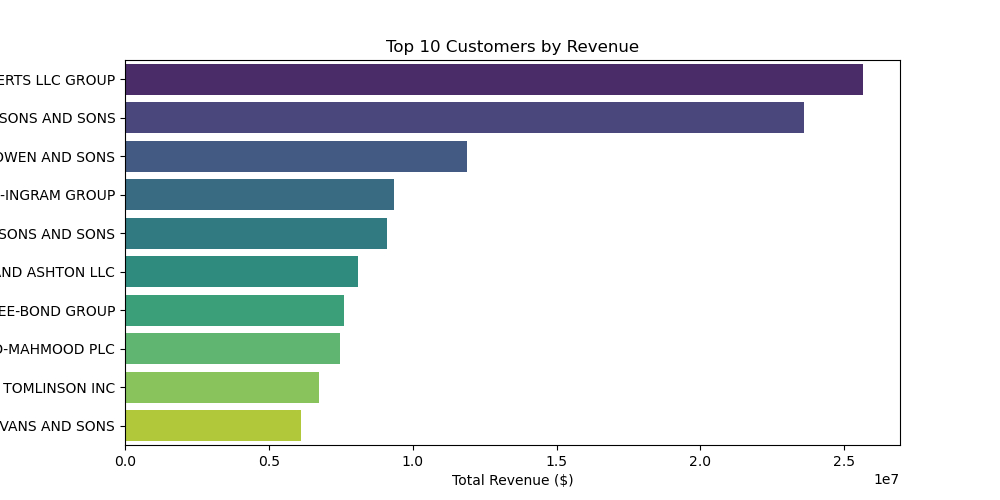 Top 10 Customers by Revenue
ERTS LLC GROUP
SONS AND SONS
OWEN AND SONS
-INGRAM GROUP
SONS AND SONS
AND ASHTON LLC
EE-BOND GROUP
-MAHMOOD PLC
TOMLINSON INC
VANS AND SONS
0.0 0.5 1.0 1.5 2.0 2.5
1e7
Total Revenue ($)